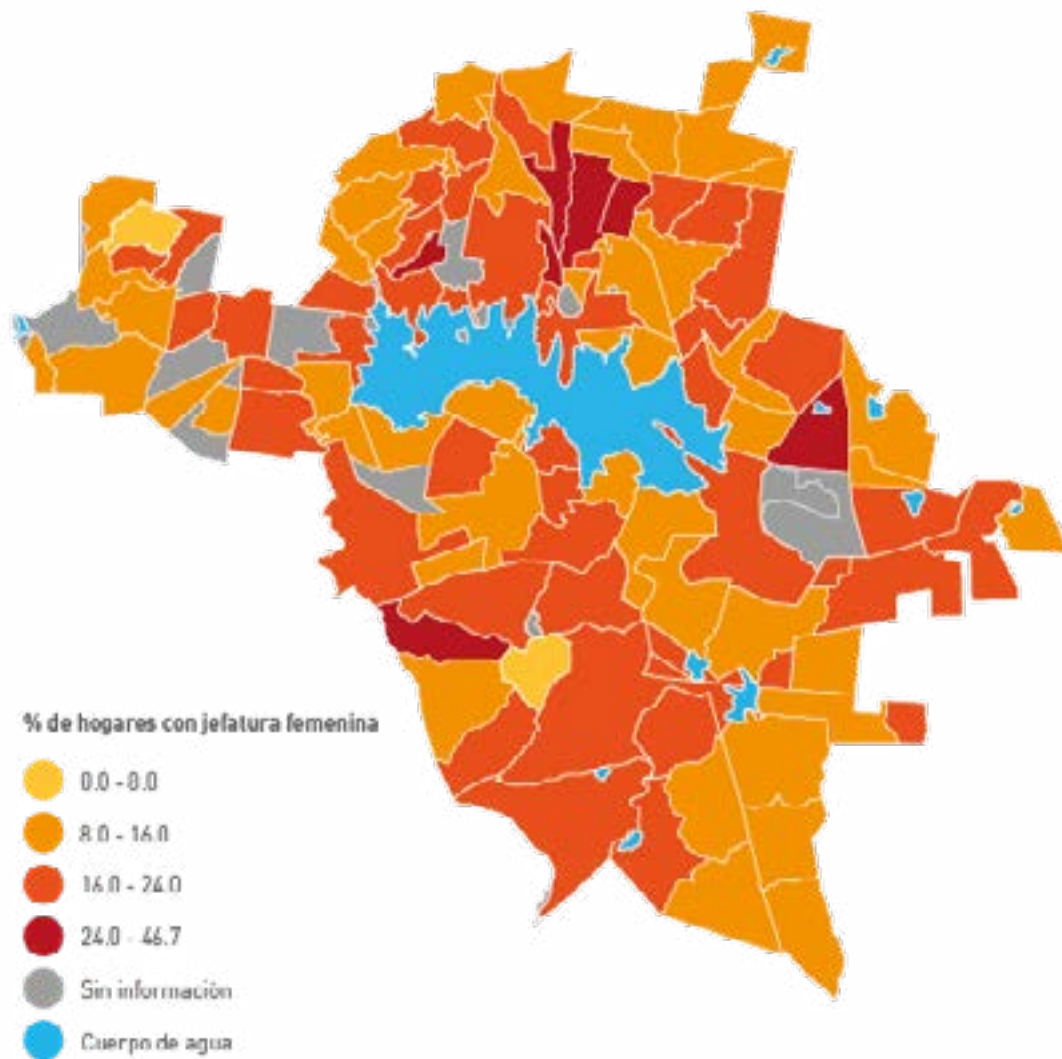 % de hogares con jefatura femenina
0.0 - 8.0
8.0 - 16.0
16.0 - 24.0
24.0 - 46.7
Sin información
Cuerpo de agua